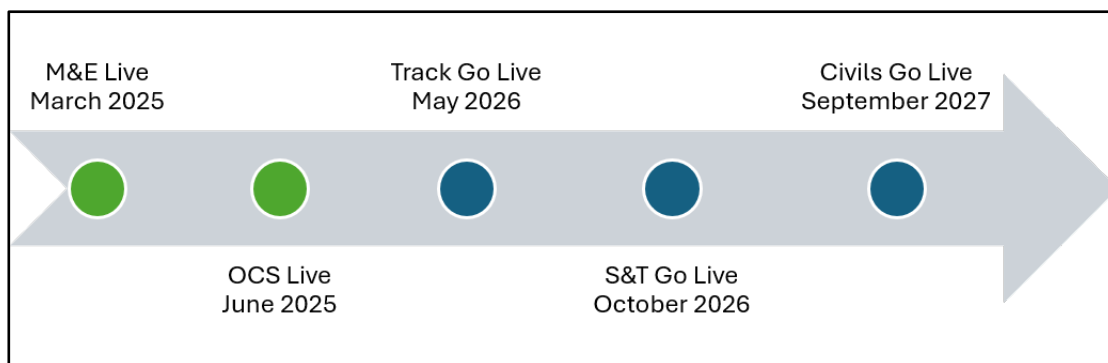 M&E Live
March 2025
OCS Live
June 2025
Track Go Live
May 2026
S&T Go Live
October 2026
Civils Go Live
September 2027